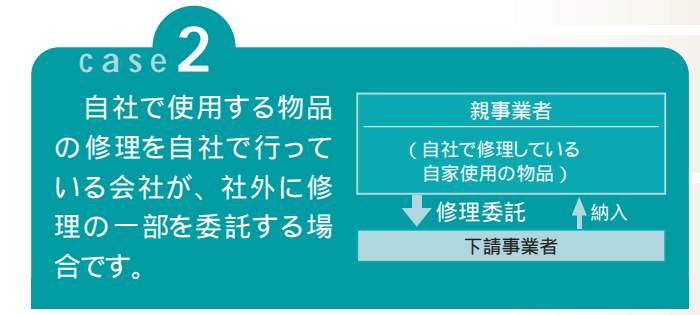 case2
自社で使用する物品
の修理を自社で行って
いる会社が、社外に修
理の一部を委託する場
合です。
親事業者
(自社で修理している
自家使用の物品)
修理委託
納入
下請事業者